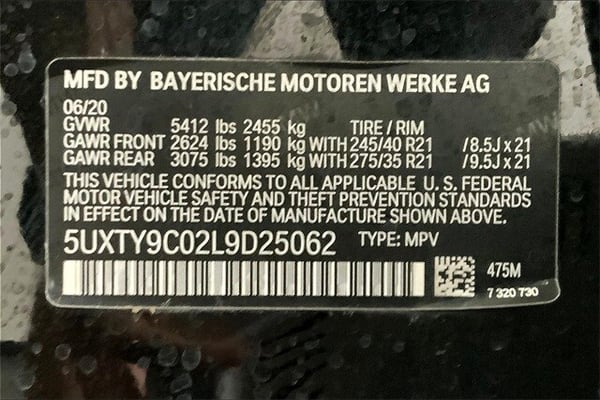 MFD BY BAYERISCHE MOTOREN WERKE AG
06/20
GVWR 5412 lbs 2455 kg TIRE / RIM
GAWR FRONT 2624 lbs 1190 kg WITH 245/40 R21 /8.5J x 21
GAWR REAR 3075 lbs 1395 kg WITH 275/35 R21 /9.5J x 21
THIS VEHICLE CONFORMS TO ALL APPLICABLE U. S. FEDERAL
MOTOR VEHICLE SAFETY AND THEFT PREVENTION STANDARDS
IN EFFECT ON THE DATE OF MANUFACTURE SHOWN ABOVE.
5UXTY9C02L9D25062 TYPE: MPV
475M
7 320 730